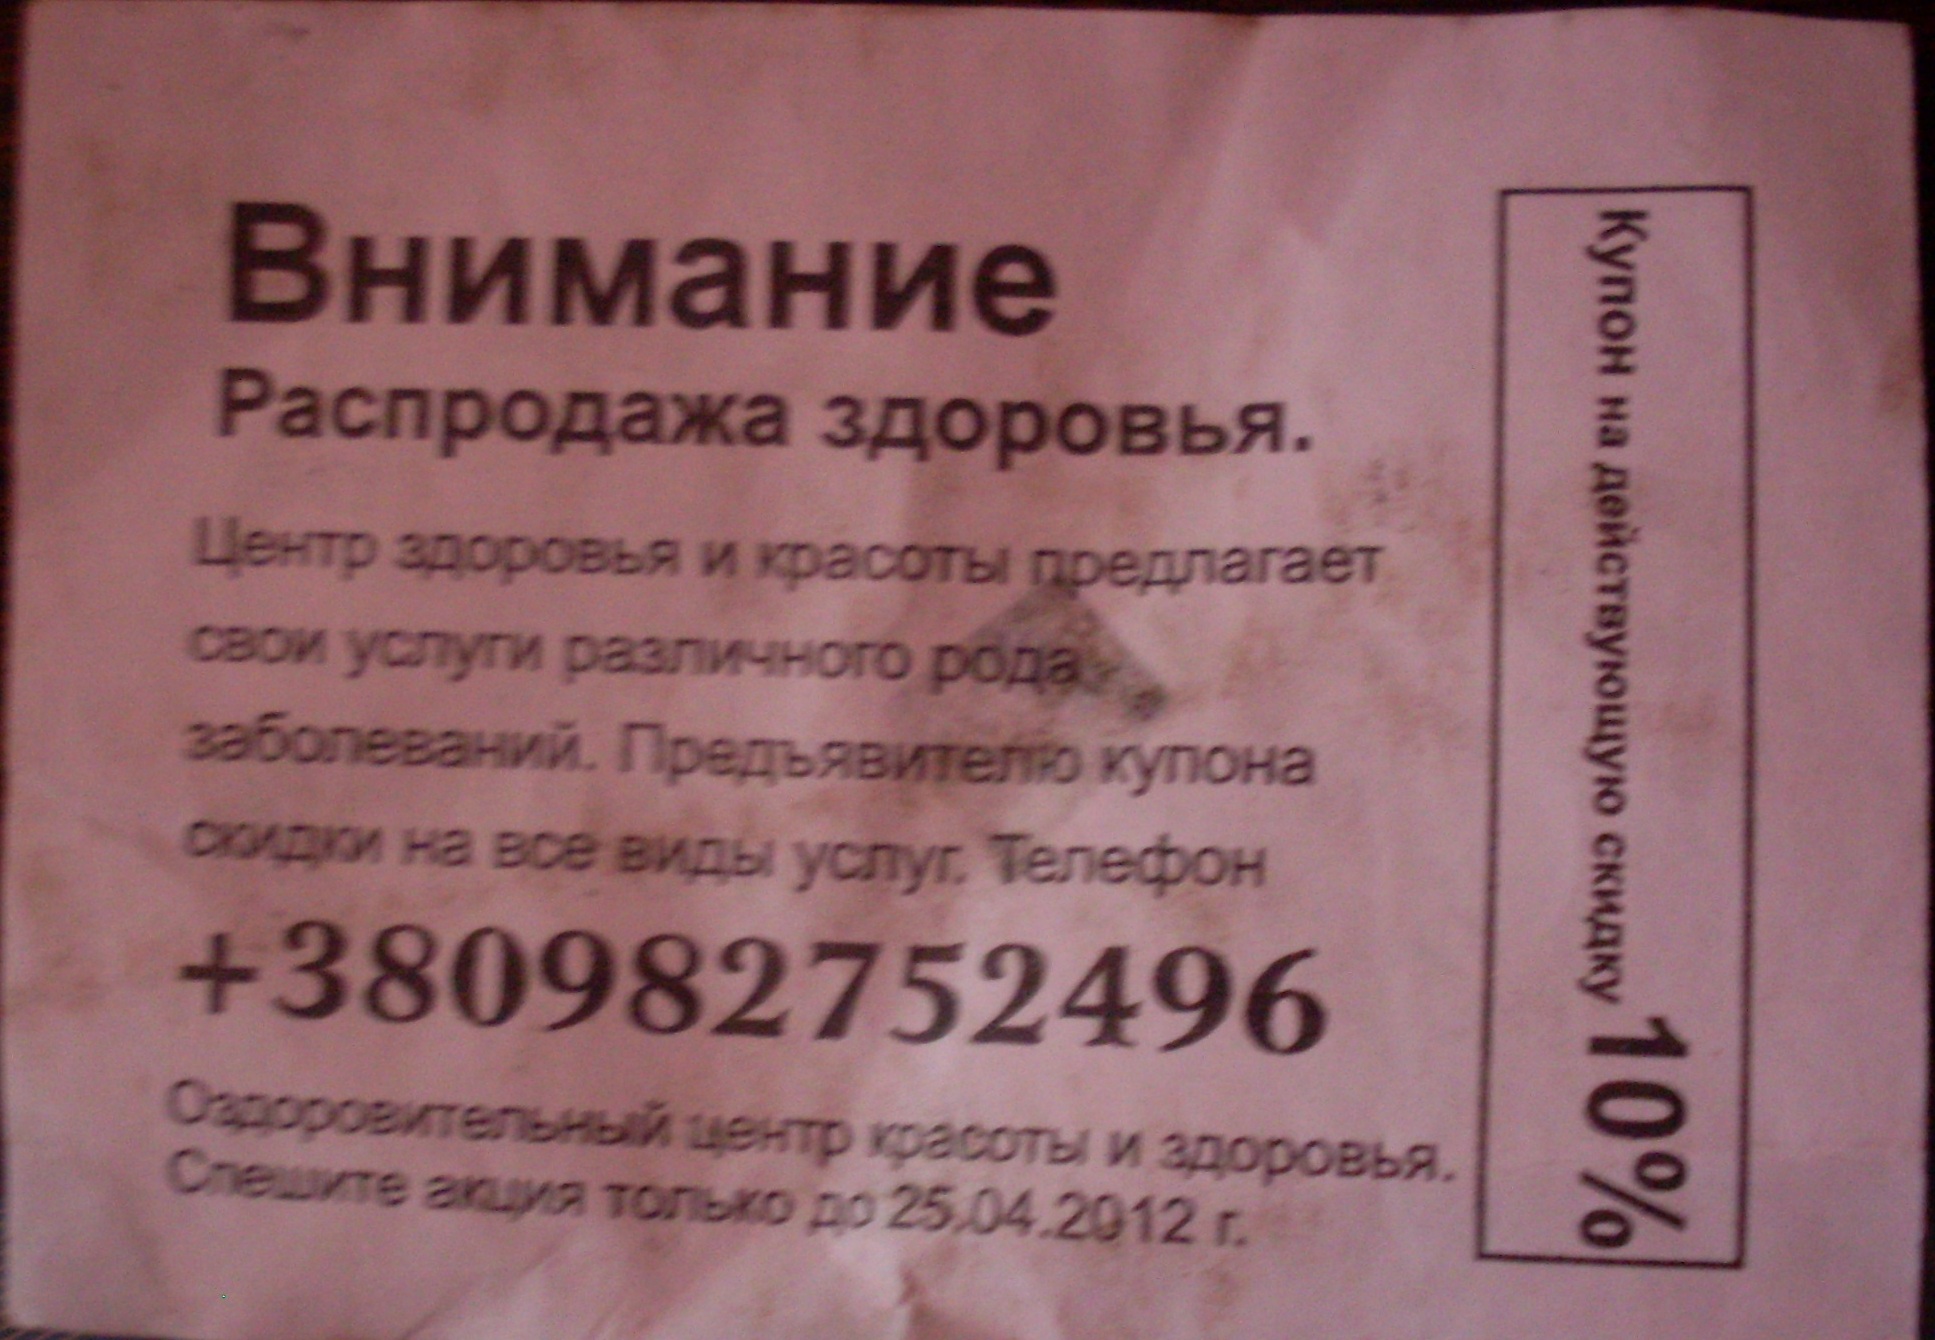 Внимание
Распродажа здоровья.
Центр здоровья и красоты предлагает
свои услуги различного рода
заболеваний. Предъявителю купона
скидки на все виды услуг. Телефон
+380982752496
Оздоровительный центр красоты и здоровья.
Спешите акция только до 25.04.2012 г.
Купон на действующую скидку 10%